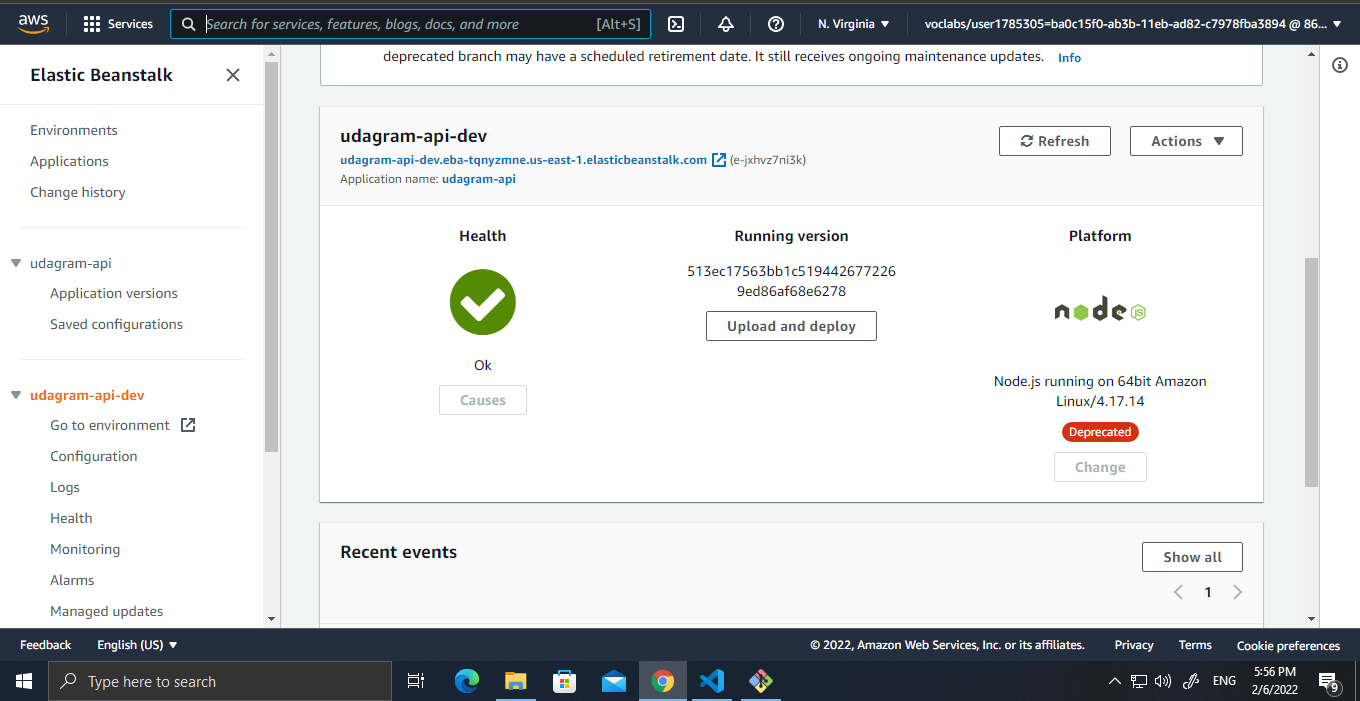 aws
Services
Search for services, features, blogs, docs, and more
[Alt+S]
N. Virginia ▼
voclabs/user1785305=ba0c15f0-ab3b-11eb-ad82-c7978fba3894 @ 86... ▼
Elastic Beanstalk
Environments
Applications
Change history
udagram-api
Application versions
Saved configurations
udagram-api-dev
Go to environment
Configuration
Logs
Health
Monitoring
Alarms
Managed updates
deprecated branch may have a scheduled retirement date. It still receives ongoing maintenance updates. Info
udagram-api-dev
udagram-api-dev.eba-tqnyzmne.us-east-1.elasticbeanstalk.com (e-jxhvz7ni3k)
Application name: udagram-api
Refresh
Actions ▼
Health
Ok
Causes
Running version
513ec17563bb1c519442677226
9ed86af68e6278
Upload and deploy
Platform
node
JS
Node.js running on 64bit Amazon
Linux/4.17.14
Deprecated
Change
Recent events
Show all
1
Feedback
English (US) ▼
© 2022, Amazon Web Services, Inc. or its affiliates.
Privacy
Terms
Cookie preferences
Type here to search
ENG
5:56 PM
2/6/2022
9